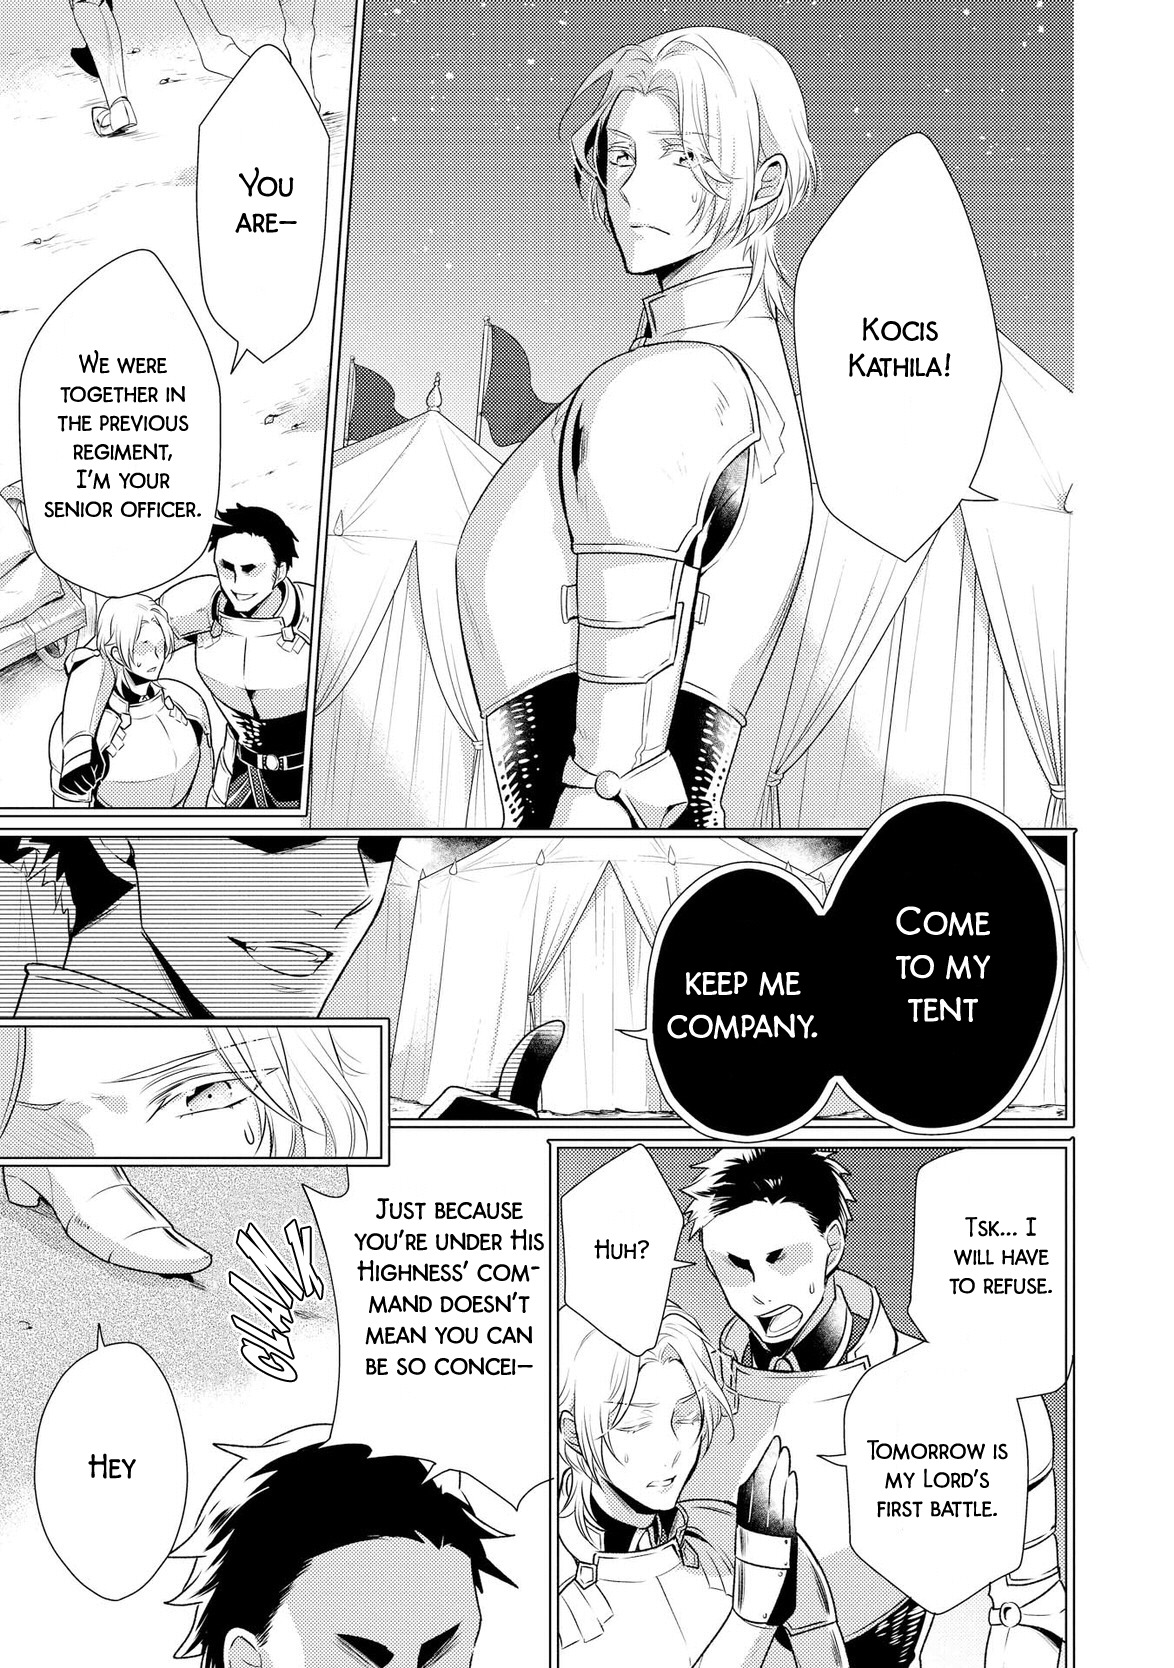 Kocis
Kathila!
You
are—
We were
together in
the previous
regiment,
I'm your
senior officer.
Come
to my
tent
keep me
company.
Tsk... I
will have
to refuse.
Tomorrow is
my Lord's
first battle.
Huh?
Just because
you're under His
Highness' com-
mand doesn't
mean you can
be so concei—
CLANK
Hey